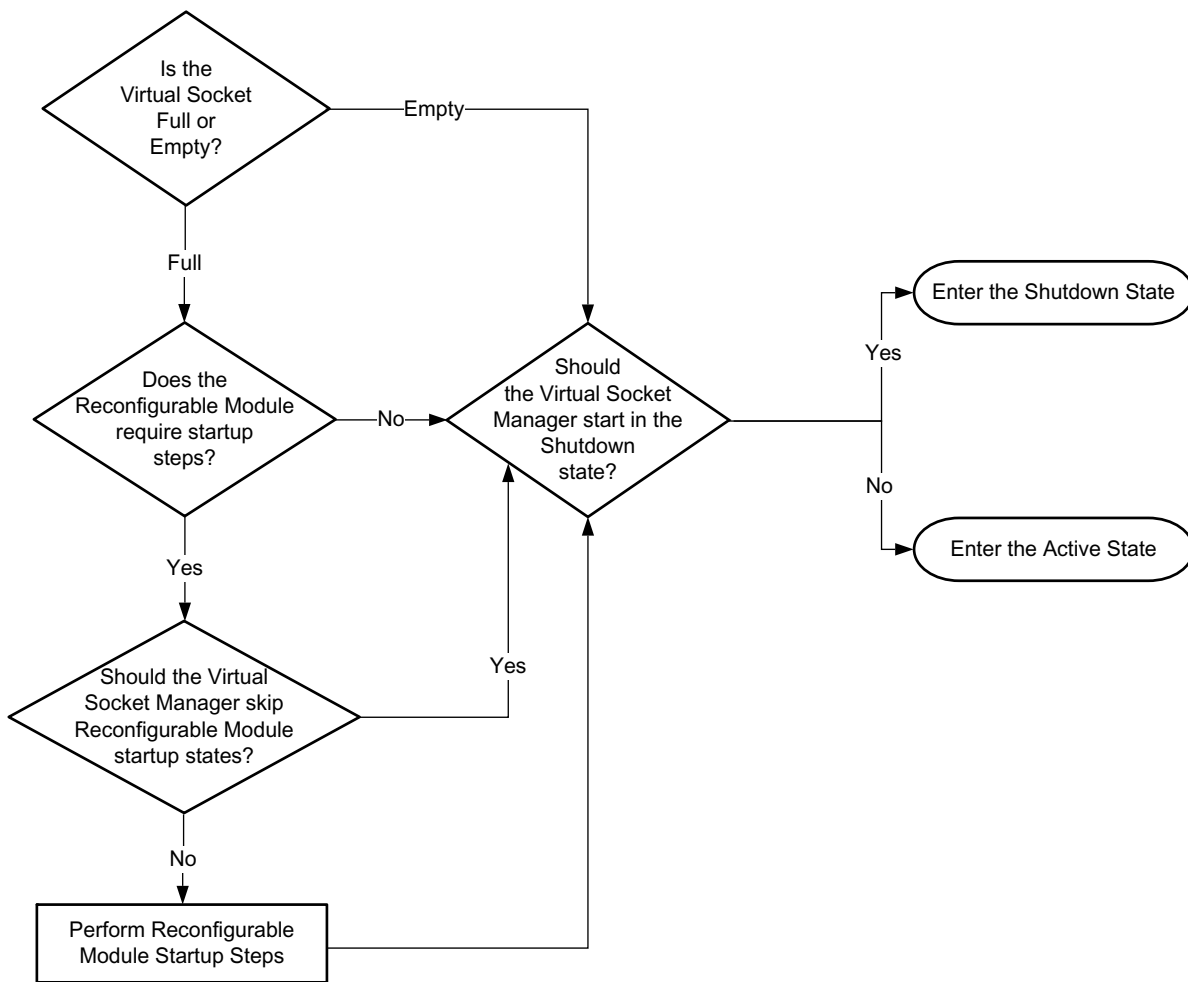 Is the
Virtual Socket
Full or
Empty?
Empty
Full
Does the
Reconfigurable Module
require startup
steps?
No
Should
the Virtual Socket
Manager start in the
Shutdown
state?
Enter the Shutdown State
Yes
No
Enter the Active State
Yes
Should the Virtual
Socket Manager skip
Reconfigurable Module
startup states?
Yes
No
Perform Reconfigurable
Module Startup Steps